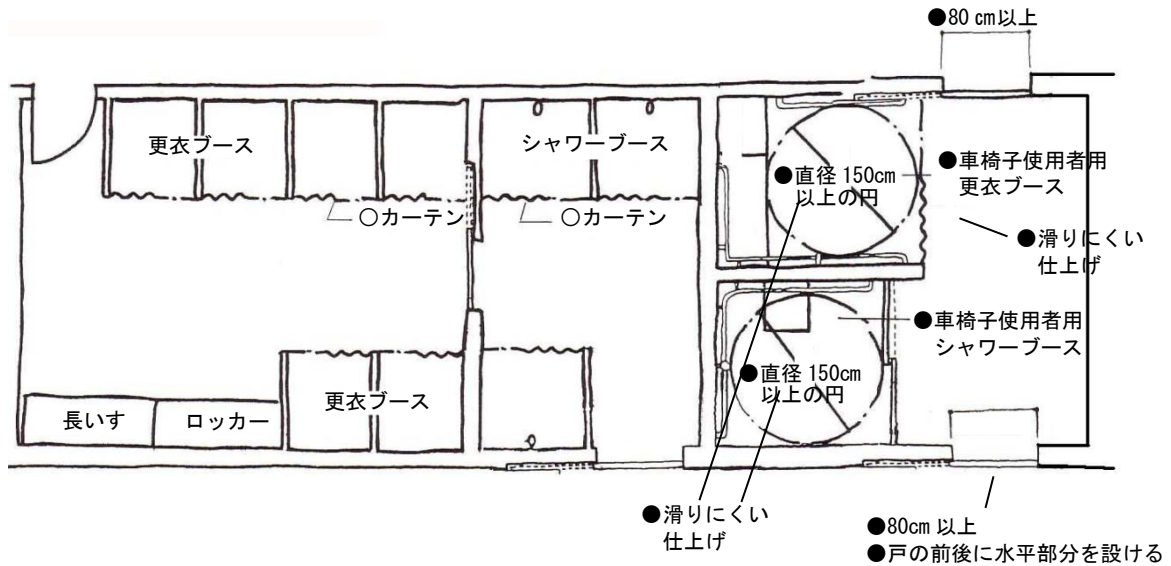 ●80 cm以上
更衣ブース
シャワーブース
●車椅子使用者用
更衣ブース
●直径 150cm
以上の円
○カーテン
○カーテン
●滑りにくい
仕上げ
●車椅子使用者用
シャワーブース
●直径 150cm
以上の円
更衣ブース
長いす
ロッカー
●滑りにくい
仕上げ
●80cm 以上
●戸の前後に水平部分を設ける